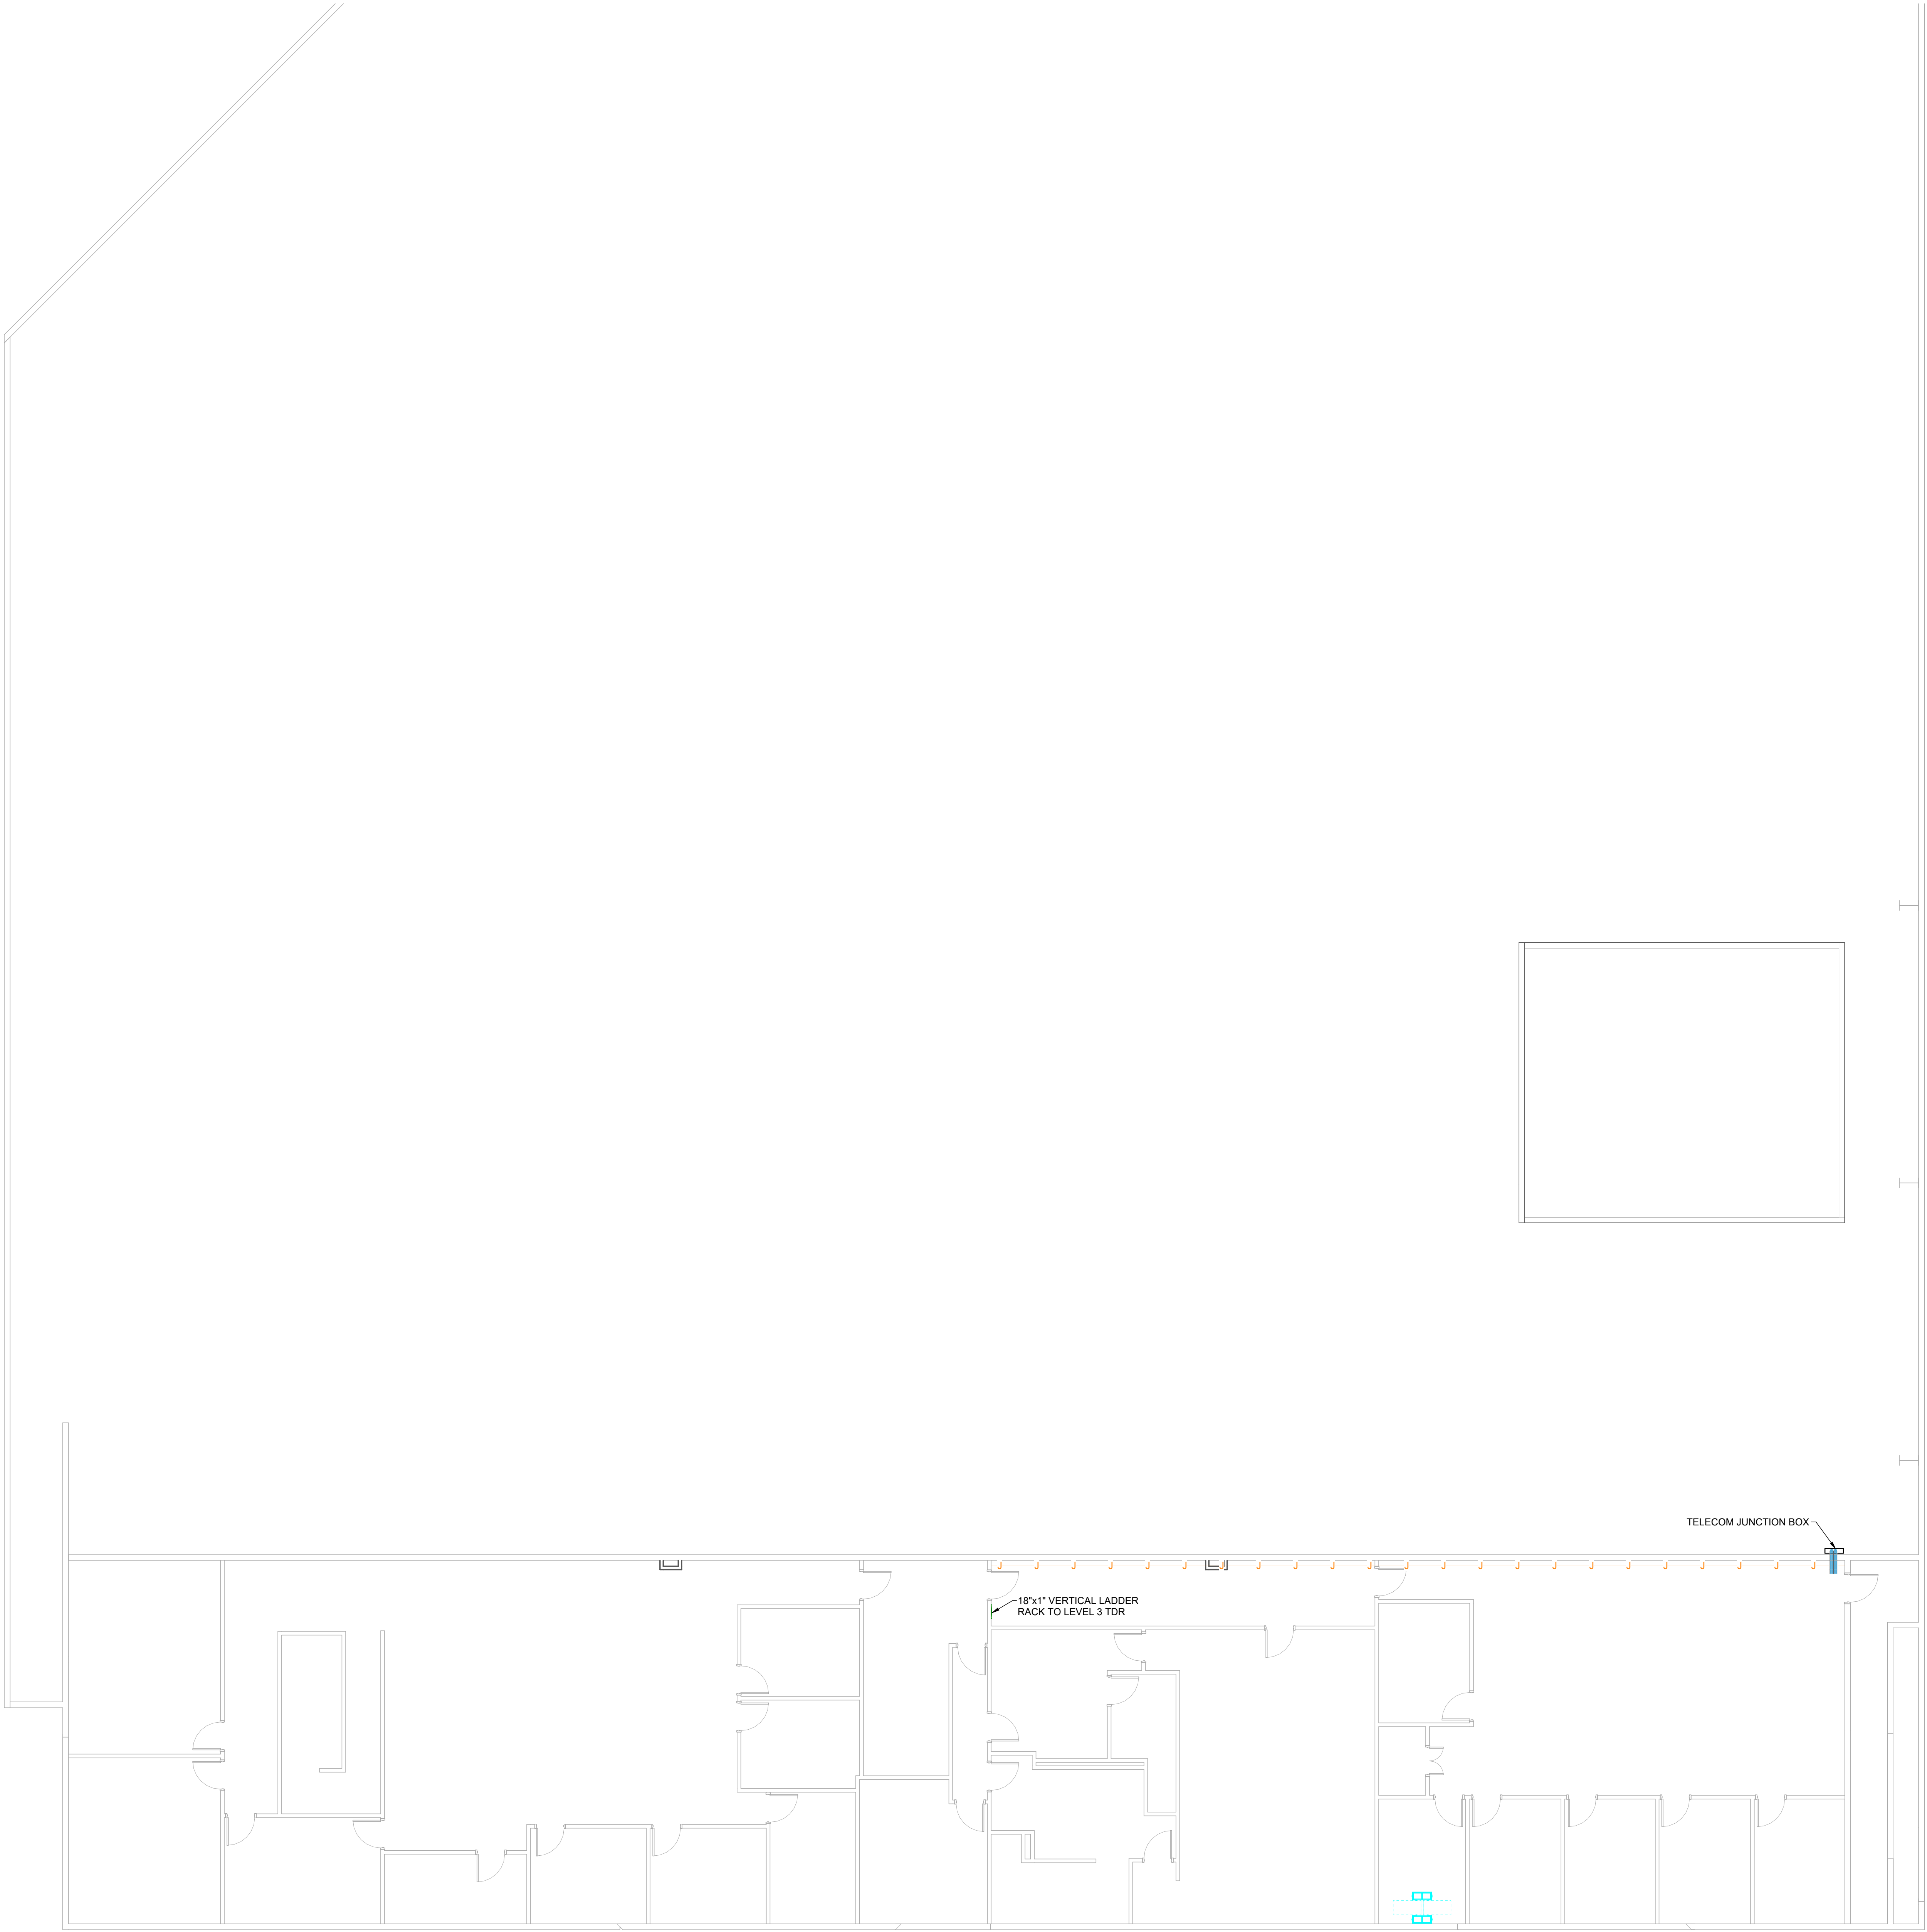 TELECOM JUNCTION BOX
J J J J J J J J J J J J J J J J J J J J J J J
18"x1" VERTICAL LADDER
RACK TO LEVEL 3 TDR